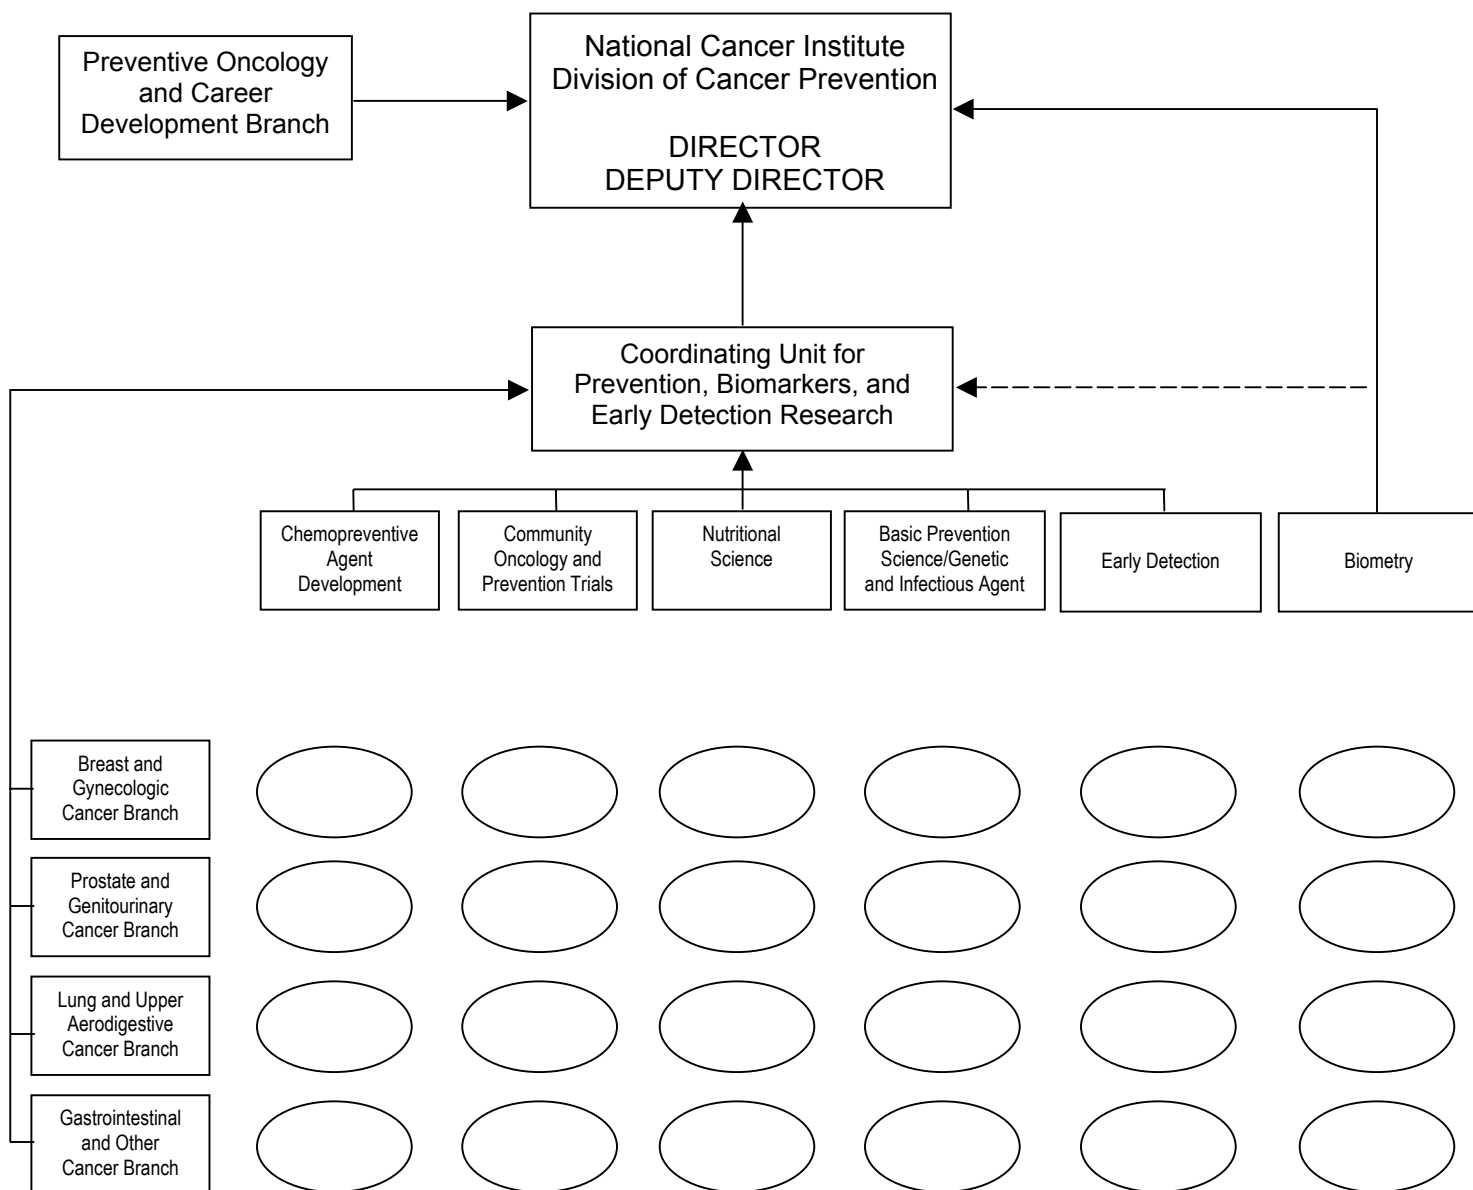 Preventive Oncology
and Career
Development Branch
National Cancer Institute
Division of Cancer Prevention
DIRECTOR
DEPUTY DIRECTOR
Coordinating Unit for
Prevention, Biomarkers, and
Early Detection Research
Chemopreventive
Agent
Development
Community
Oncology and
Prevention Trials
Nutritional
Science
Basic Prevention
Science/Genetic
and Infectious Agent
Early Detection
Biometry
Breast and
Gynecologic
Cancer Branch
Prostate and
Genitourinary
Cancer Branch
Lung and Upper
Aerodigestive
Cancer Branch
Gastrointestinal
and Other
Cancer Branch